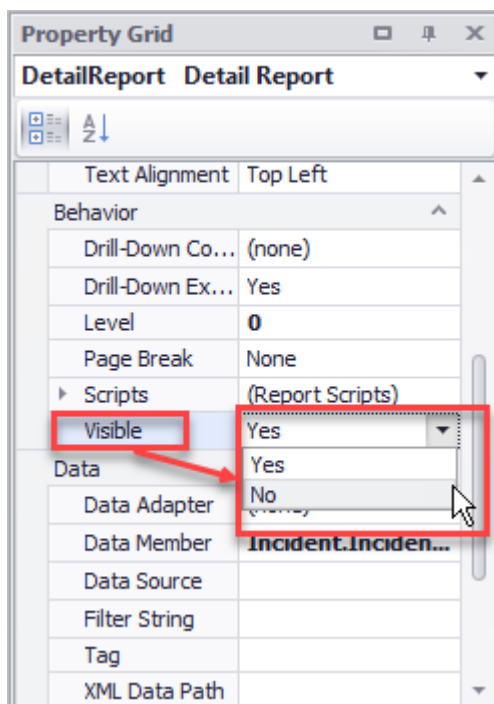 Property Grid
DetailReport Detail Report
Text Alignment Top Left
Behavior
Drill-Down Co... (none)
Drill-Down Ex... Yes
Level 0
Page Break None
Scripts (Report Scripts)
Visible Yes
Yes
Data
No
Data Adapter
Data Member Incident.Inciden...
Data Source
Filter String
Tag
XML Data Path